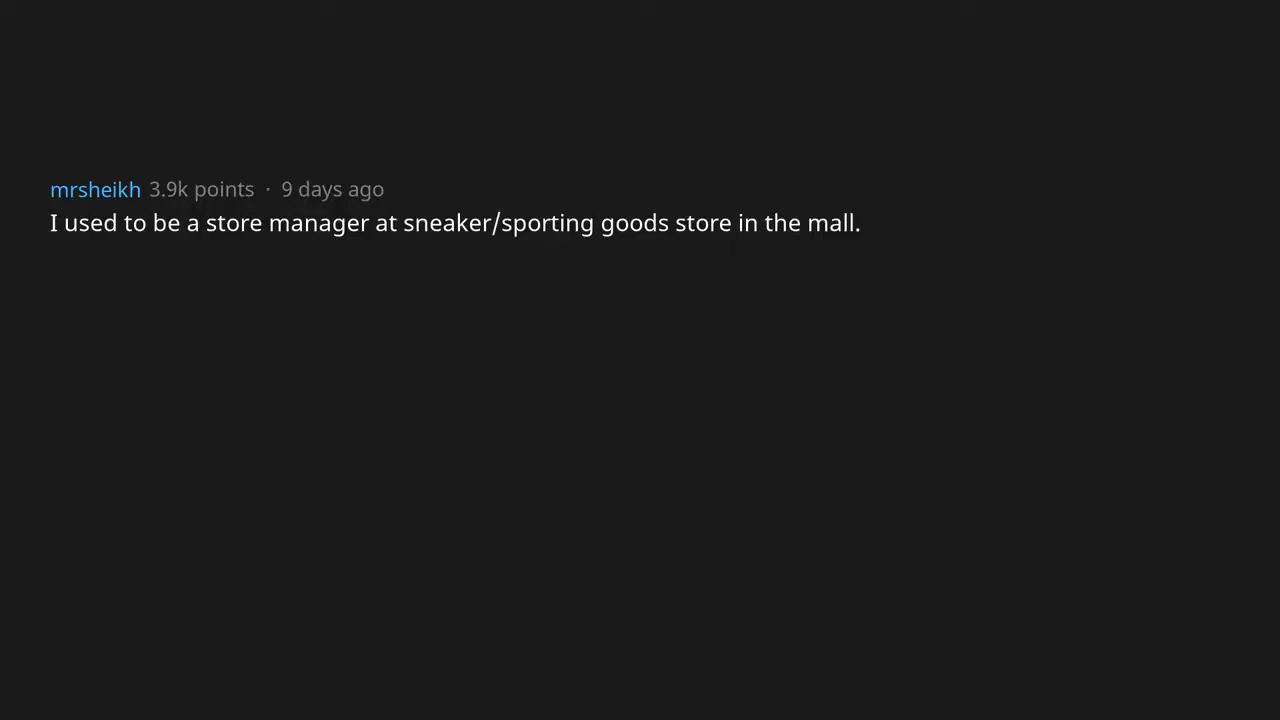 mrsheikh 3.9k points · 9 days ago
I used to be a store manager at sneaker/sporting goods store in the mall.